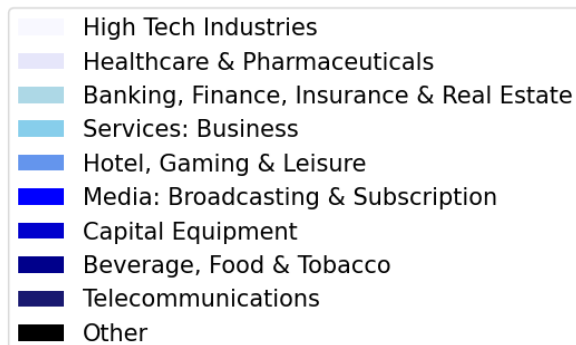 High Tech Industries
Healthcare & Pharmaceuticals
Banking, Finance, Insurance & Real Estate
Services: Business
Hotel, Gaming & Leisure
Media: Broadcasting & Subscription
Capital Equipment
Beverage, Food & Tobacco
Telecommunications
Other